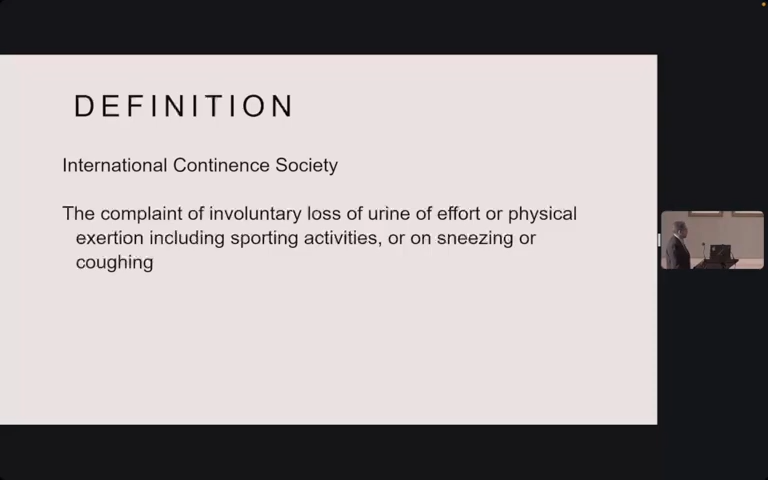 DEFINITION
International Continence Society
The complaint of involuntary loss of urine of effort or physical
exertion including sporting activities, or on sneezing or
coughing